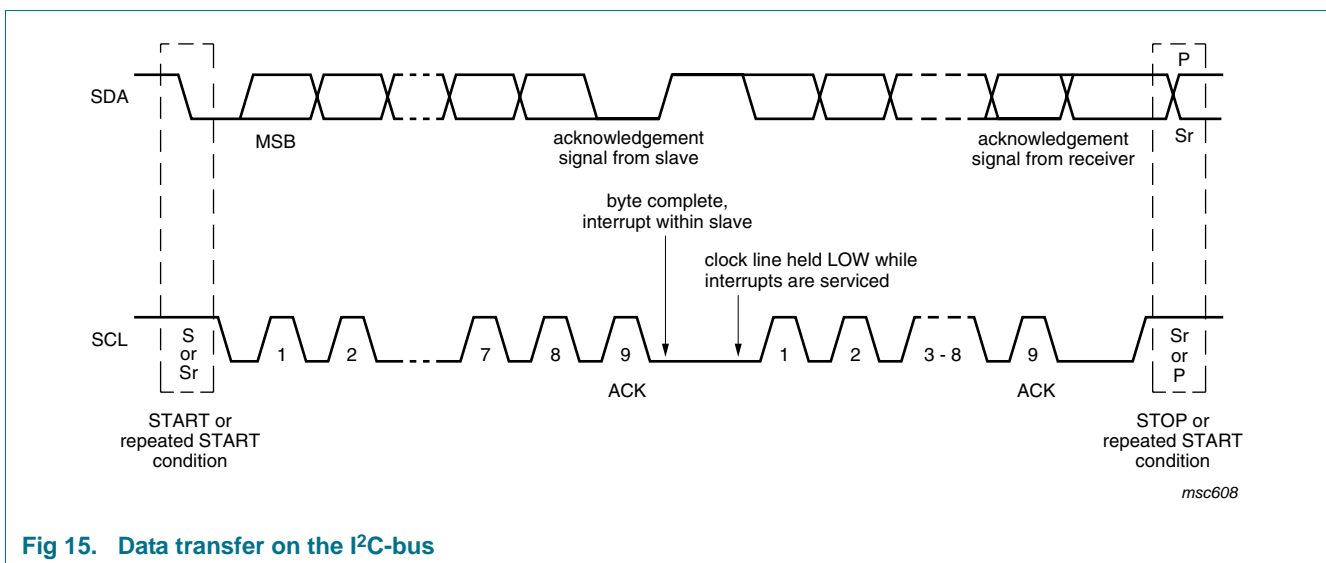 P
SDA
MSB
acknowledgement
signal from slave
acknowledgement
signal from receiver
Sr
byte complete,
interrupt within slave
clock line held LOW while
interrupts are serviced
SCL
S
or
Sr
1
2
7
8
9
1
2
3 - 8
9
Sr
or
P
ACK
ACK
START or
repeated START
condition
STOP or
repeated START
condition
msc608
Fig 15. Data transfer on the I²C-bus